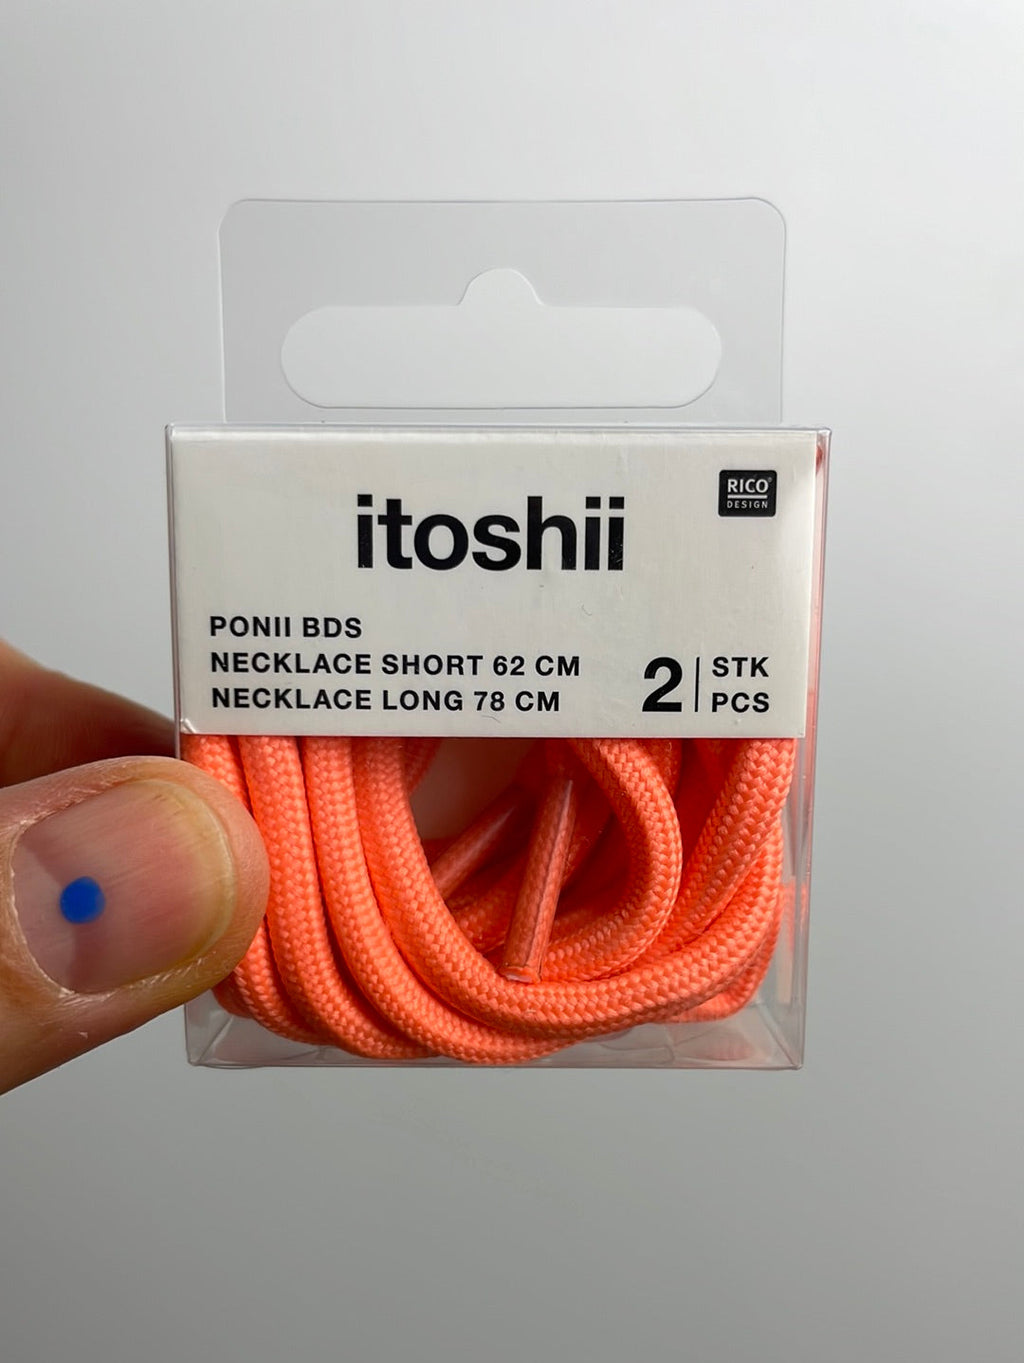 itoshii
RICO
DESIGN
PONII BDS
NECKLACE SHORT 62 CM
NECKLACE LONG 78 CM
2 STK
PCS